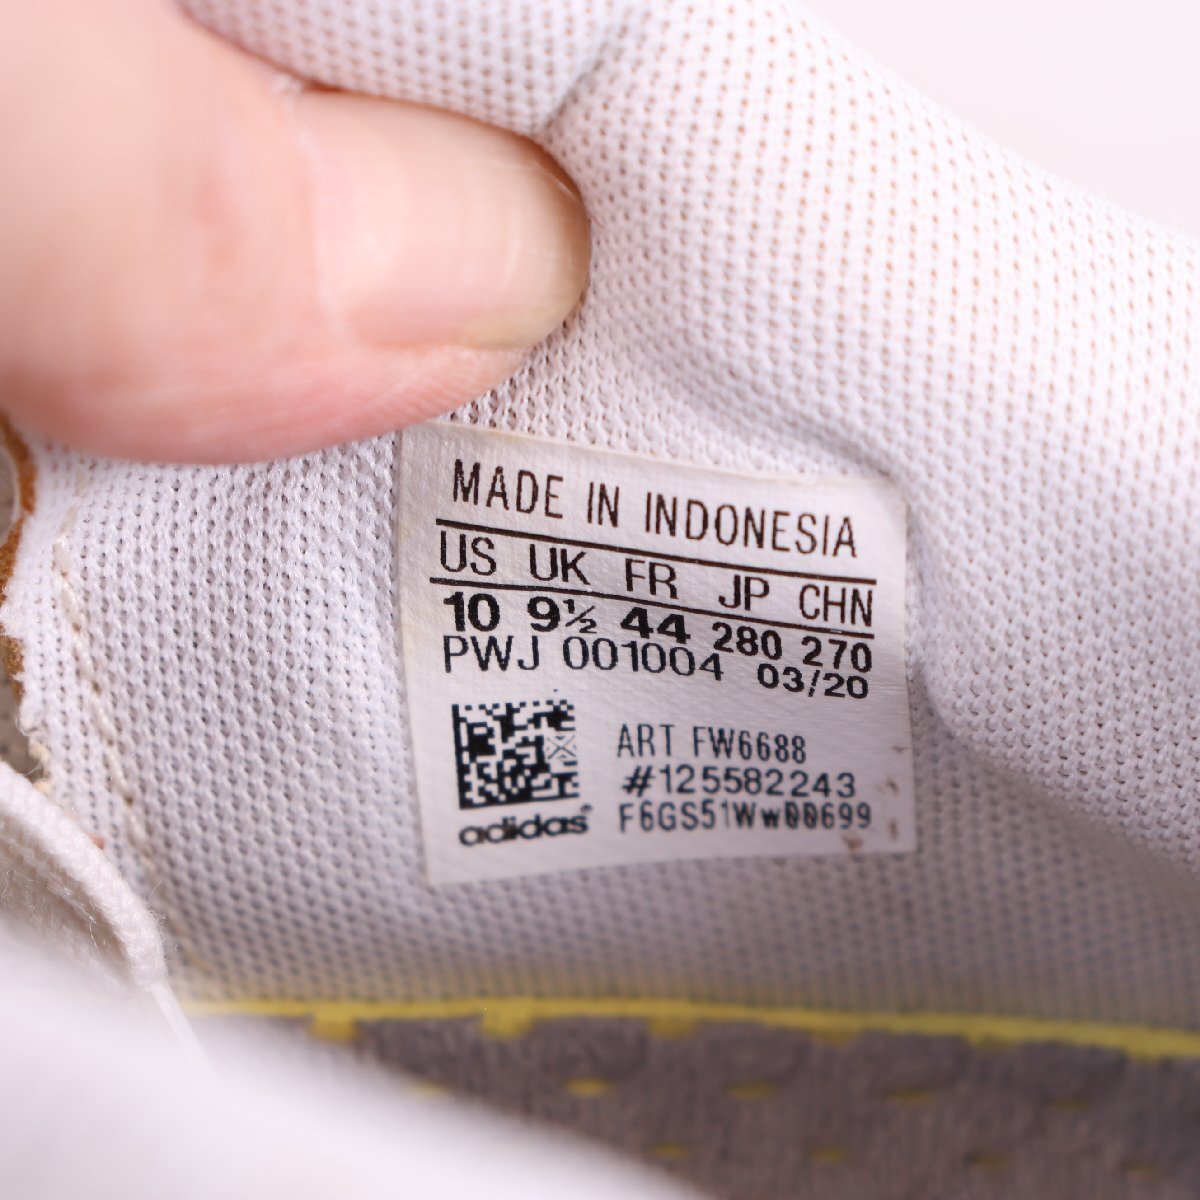 MADE IN INDONESIA
US UK FR JP CHN
10 9½ 44 280 270
PWJ 001004 03/20
ART FW6688
#125582243
F6GS51Ww00699
adidas